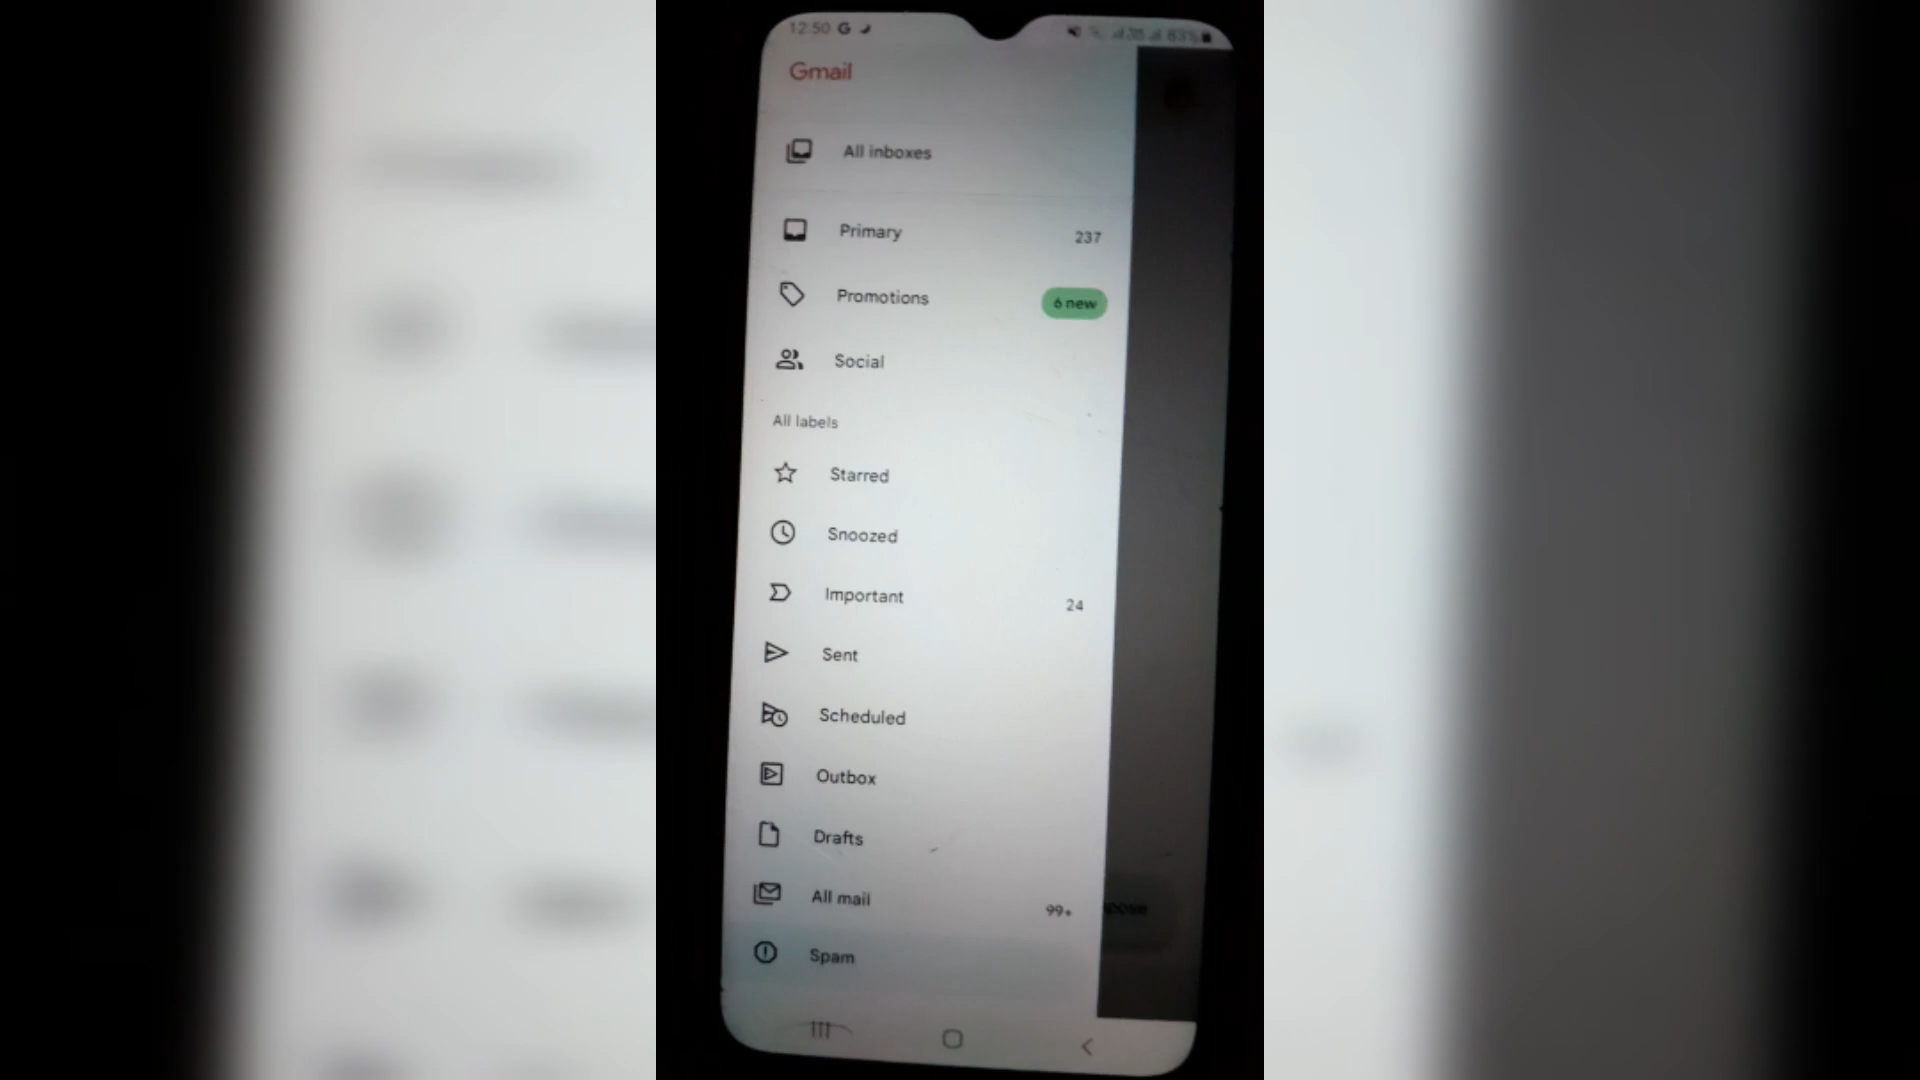 12:50 G
83%
Gmail
All inboxes
Primary 237
Promotions 6 new
Social
All labels
Starred
Snoozed
Important 24
Sent
Scheduled
Outbox
Drafts
All mail 99+
Spam